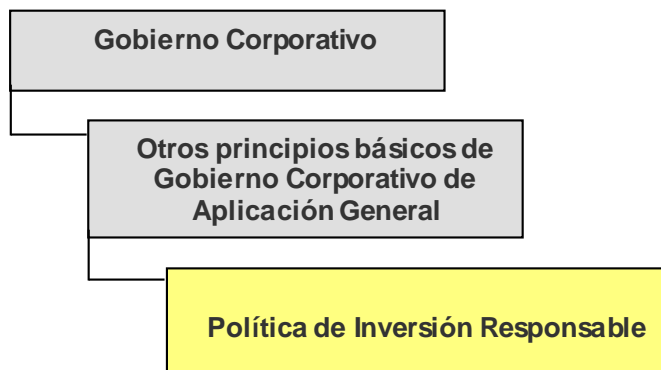 Gobierno Corporativo
Otros principios básicos de
Gobierno Corporativo de
Aplicación General
Política de Inversión Responsable